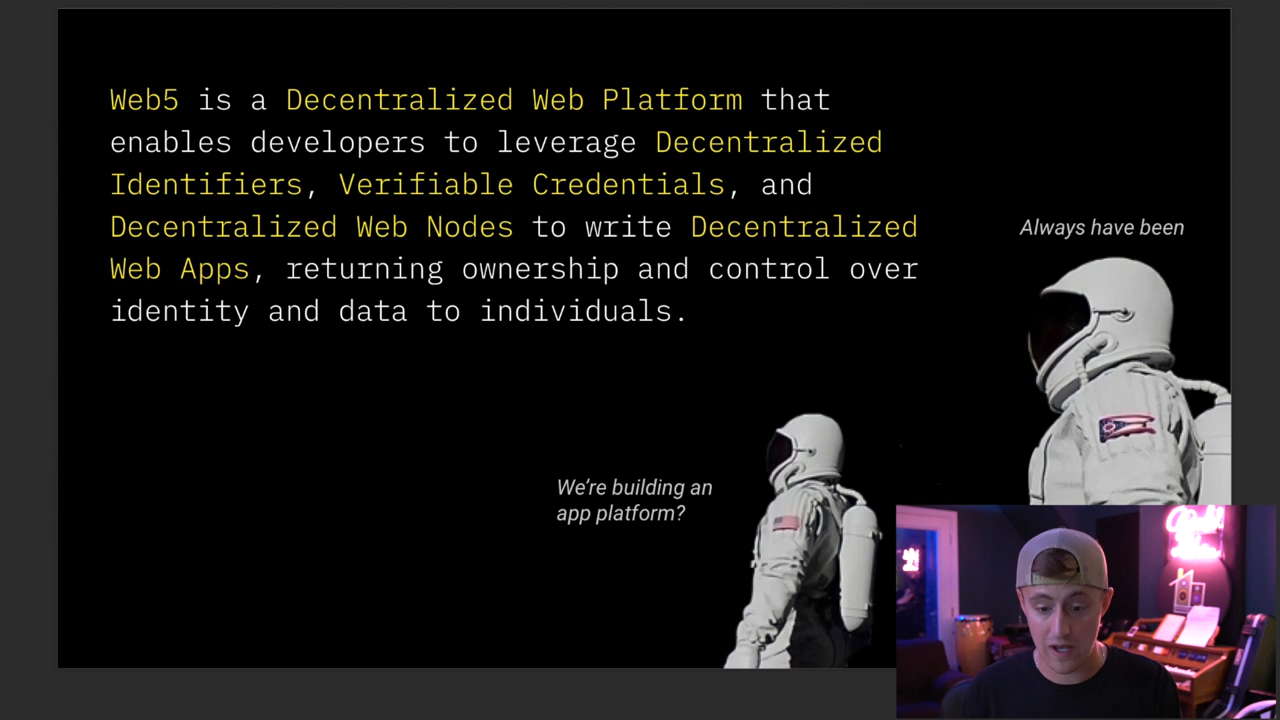 Web5 is a Decentralized Web Platform that
enables developers to leverage Decentralized
Identifiers, Verifiable Credentials, and
Decentralized Web Nodes to write Decentralized
Web Apps, returning ownership and control over
identity and data to individuals.
Always have been
We’re building an
app platform?